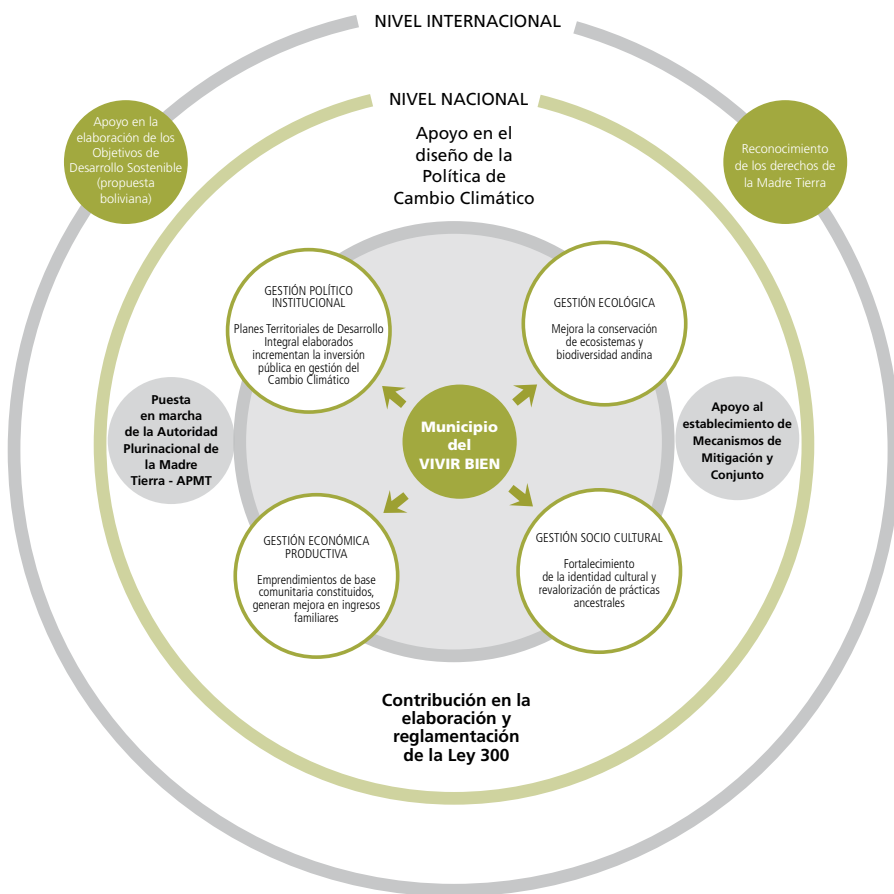 NIVEL INTERNACIONAL
NIVEL NACIONAL
Apoyo en la
elaboración de los
Objetivos de
Desarrollo Sostenible
(propuesta
boliviana)
Apoyo en el
diseño de la
Política de
Cambio Climático
Reconocimiento
de los derechos de
la Madre Tierra
GESTIÓN POLÍTICO
INSTITUCIONAL
Planes Territoriales de Desarrollo
Integral elaborados
incrementan la inversión
pública en gestión del
Cambio Climático
GESTIÓN ECOLÓGICA
Mejora la conservación
de ecosistemas y
biodiversidad andina
Puesta
en marcha
de la Autoridad
Plurinacional de
la Madre
Tierra - APMT
Municipio
del
VIVIR BIEN
Apoyo al
establecimiento de
Mecanismos de
Mitigación y
Conjunto
GESTIÓN ECONÓMICA
PRODUCTIVA
Emprendimientos de base
comunitaria constituidos,
generan mejora en ingresos
familiares
GESTIÓN SOCIO CULTURAL
Fortalecimiento
de la identidad cultural y
revalorización de prácticas
ancestrales
Contribución en la
elaboración y
reglamentación
de la Ley 300